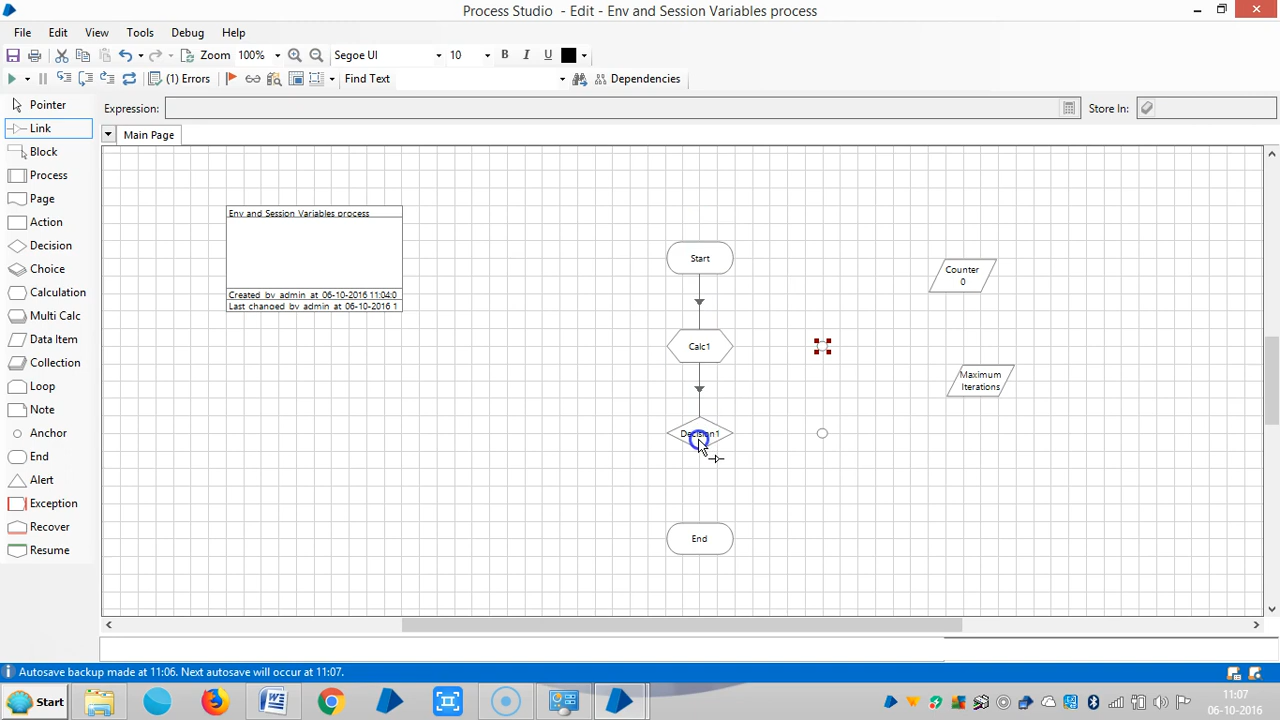 Process Studio - Edit - Env and Session Variables process
File Edit View Tools Debug Help
Zoom 100% Segoe UI 10 B I U
(1) Errors Find Text Dependencies
Pointer
Link
Block
Process
Page
Action
Decision
Choice
Calculation
Multi Calc
Data Item
Collection
Loop
Note
Anchor
End
Alert
Exception
Recover
Resume
Expression: Store In:
Main Page
Env and Session Variables process
Created by admin at 06-10-2016 11:04:0
Last changed by admin at 06-10-2016 1
Start
Calc1
Decision1
End
Counter
0
Maximum
Iterations
Autosave backup made at 11:06. Next autosave will occur at 11:07.
Start
11:07
06-10-2016